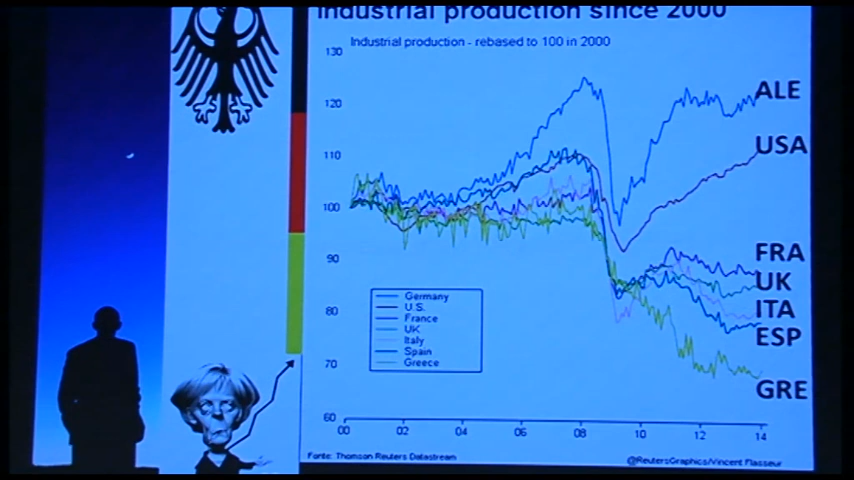 Industrial production since 2000
Industrial production - rebased to 100 in 2000
130
120
110
100
90
80
70
60
00 02 04 06 08 10 12 14
ALE
USA
FRA
UK
ITA
ESP
GRE
Germany
U.S.
France
UK
Italy
Spain
Greece
Fonte: Thomson Reuters Datastream
@ReutersGraphics/Vincent Flasseur